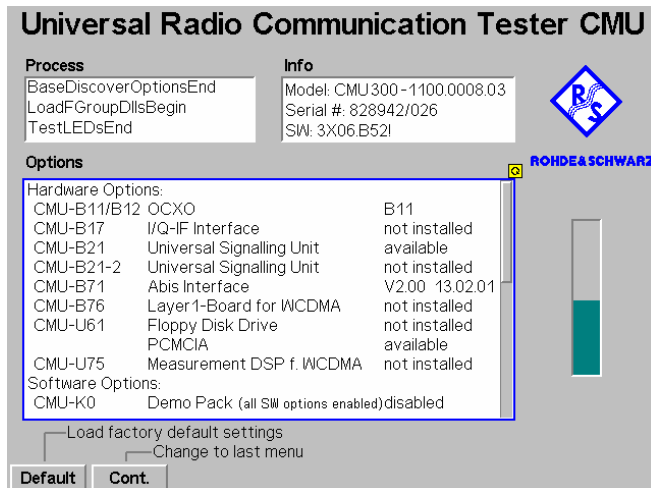 Universal Radio Communication Tester CMU
Process
BaseDiscoverOptionsEnd
LoadFGroupDllsBegin
TestLEDsEnd
Info
Model: CMU 300 -1100.0008.03
Serial #: 828942/026
SW: 3X06.B52!
R S
ROHDE&SCHWARZ
Options
Q
Hardware Options:
CMU-B11/B12 OCXO B11
CMU-B17 I/Q-IF Interface not installed
CMU-B21 Universal Signalling Unit available
CMU-B21-2 Universal Signalling Unit not installed
CMU-B71 Abis Interface V2.00 13.02.01
CMU-B76 Layer1-Board for WCDMA not installed
CMU-U61 Floppy Disk Drive not installed
PCMCIA available
CMU-U75 Measurement DSP f. WCDMA not installed
Software Options:
CMU-K0 Demo Pack (all SW options enabled) disabled
Load factory default settings
Change to last menu
Default Cont.